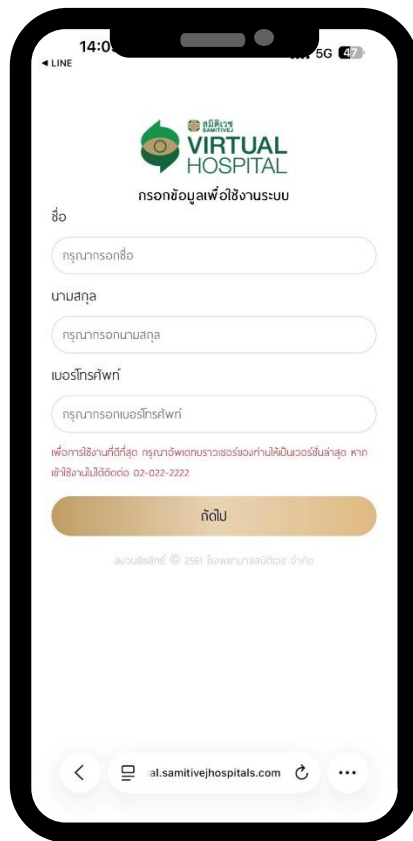 14:0
5G 47
◀ LINE
สมิติเวช
SAMITIVEJ
VIRTUAL
HOSPITAL
กรอกข้อมูลเพื่อใช้งานระบบ
ชื่อ
กรุณากรอกชื่อ
นามสกุล
กรุณากรอกนามสกุล
เบอร์โทรศัพท์
กรุณากรอกเบอร์โทรศัพท์
เพื่อการใช้งานที่ดีที่สุด กรุณาอัพเดทบราวเซอร์ของท่านให้เป็นเวอร์ชั่นล่าสุด หาก
เข้าใช้งานไม่ได้ติดต่อ 02-022-2222
ถัดไป
สงวนลิขสิทธิ์ © 2561 โรงพยาบาลสมิติเวช จำกัด
al.samitivejhospitals.com